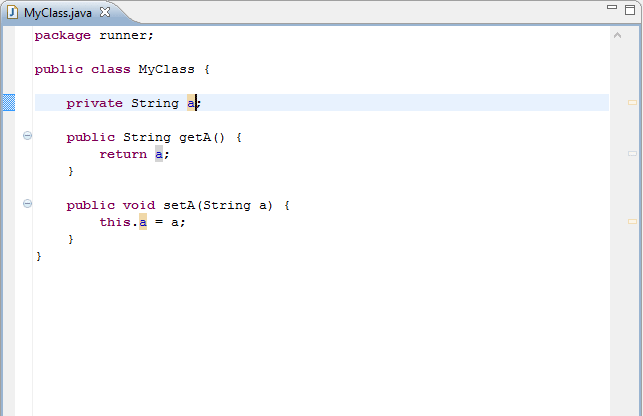 MyClass.java
package runner;
public class MyClass {
private String a;
public String getA() {
return a;
}
public void setA(String a) {
this.a = a;
}
}